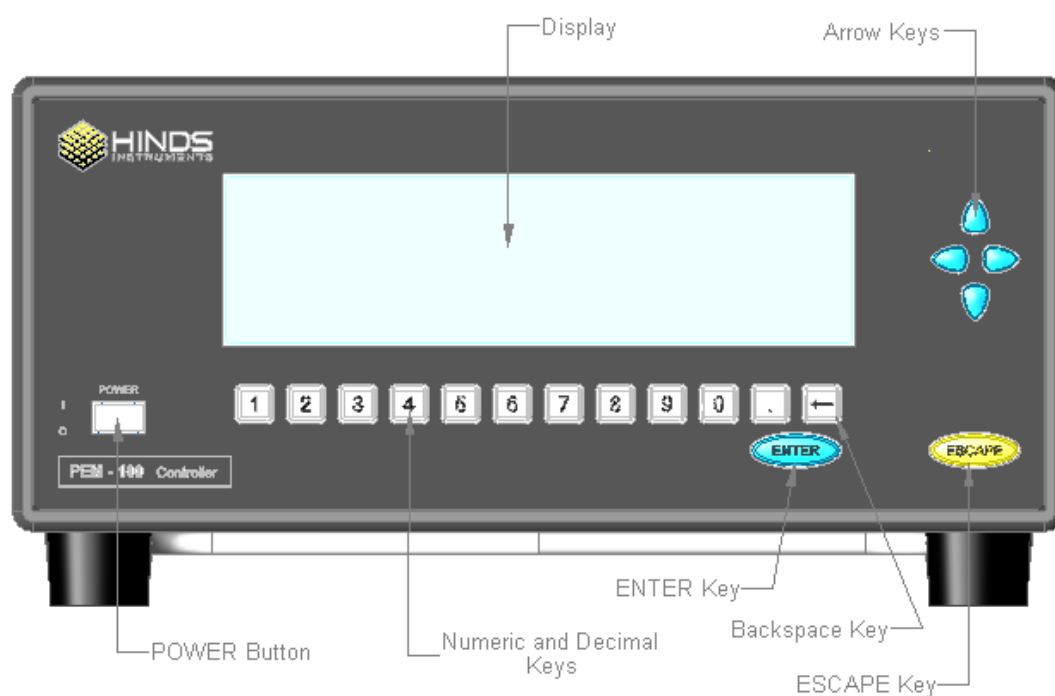 Display
Arrow Keys
HINDS
INSTRUMENTS
POWER
I
O
1 2 3 4 5 6 7 8 9 0 . ←
ENTER
ESCAPE
PEM - 100 Controller
ENTER Key
Backspace Key
POWER Button
Numeric and Decimal
Keys
ESCAPE Key